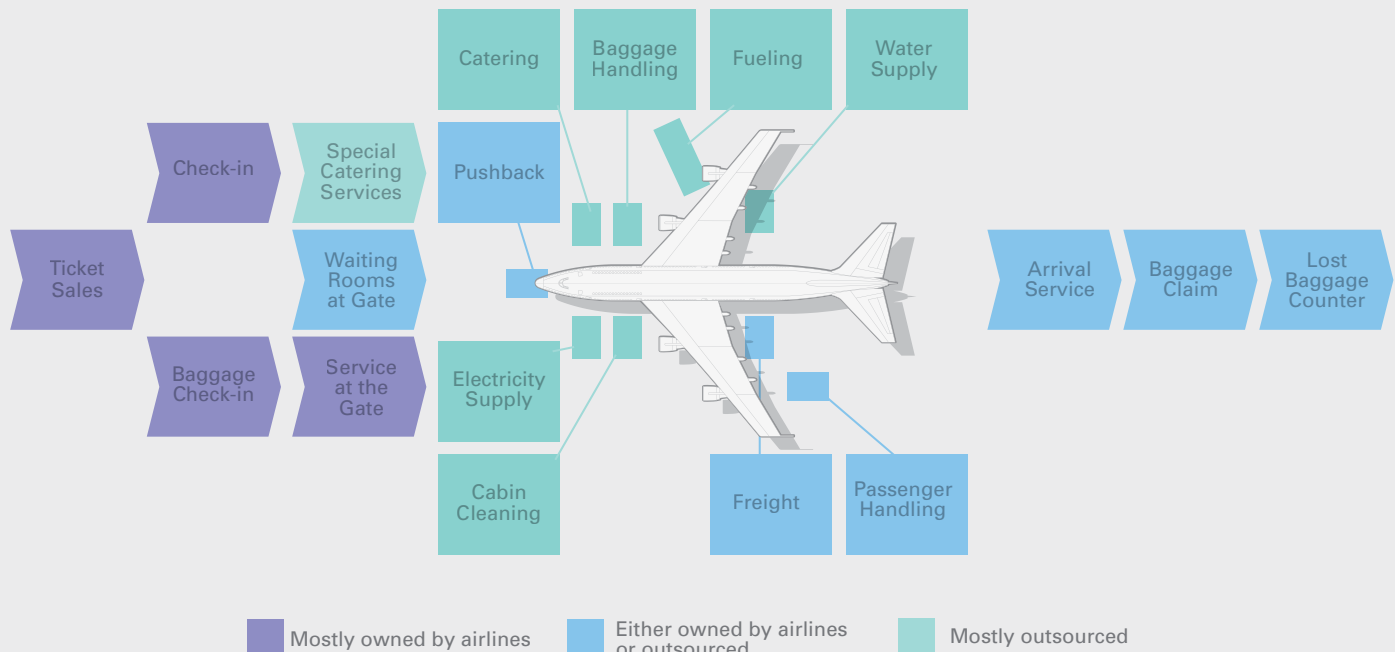 Catering
Baggage
Handling
Fueling
Water
Supply
Check-in
Special
Catering
Services
Pushback
Ticket
Sales
Waiting
Rooms
at Gate
Arrival
Service
Baggage
Claim
Lost
Baggage
Counter
Baggage
Check-in
Service
at the
Gate
Electricity
Supply
Cabin
Cleaning
Freight
Passenger
Handling
Mostly owned by airlines
Either owned by airlines
or outsourced
Mostly outsourced